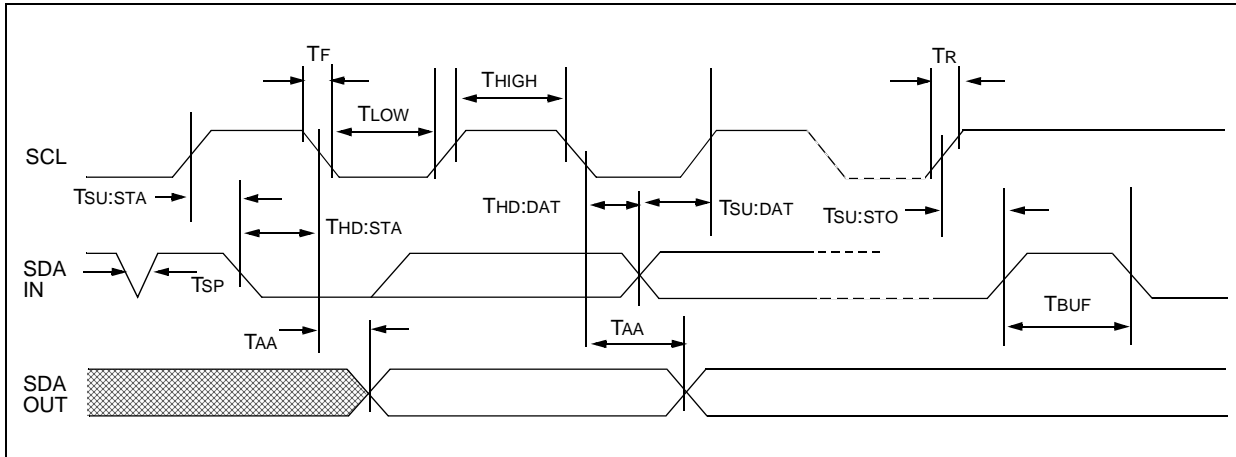 TF
TR
THIGH
TLOW
SCL
TSU:STA
THD:STA
THD:DAT
TSU:DAT
TSU:STO
SDA
IN
TSP
TBUF
TAA
TAA
SDA
OUT